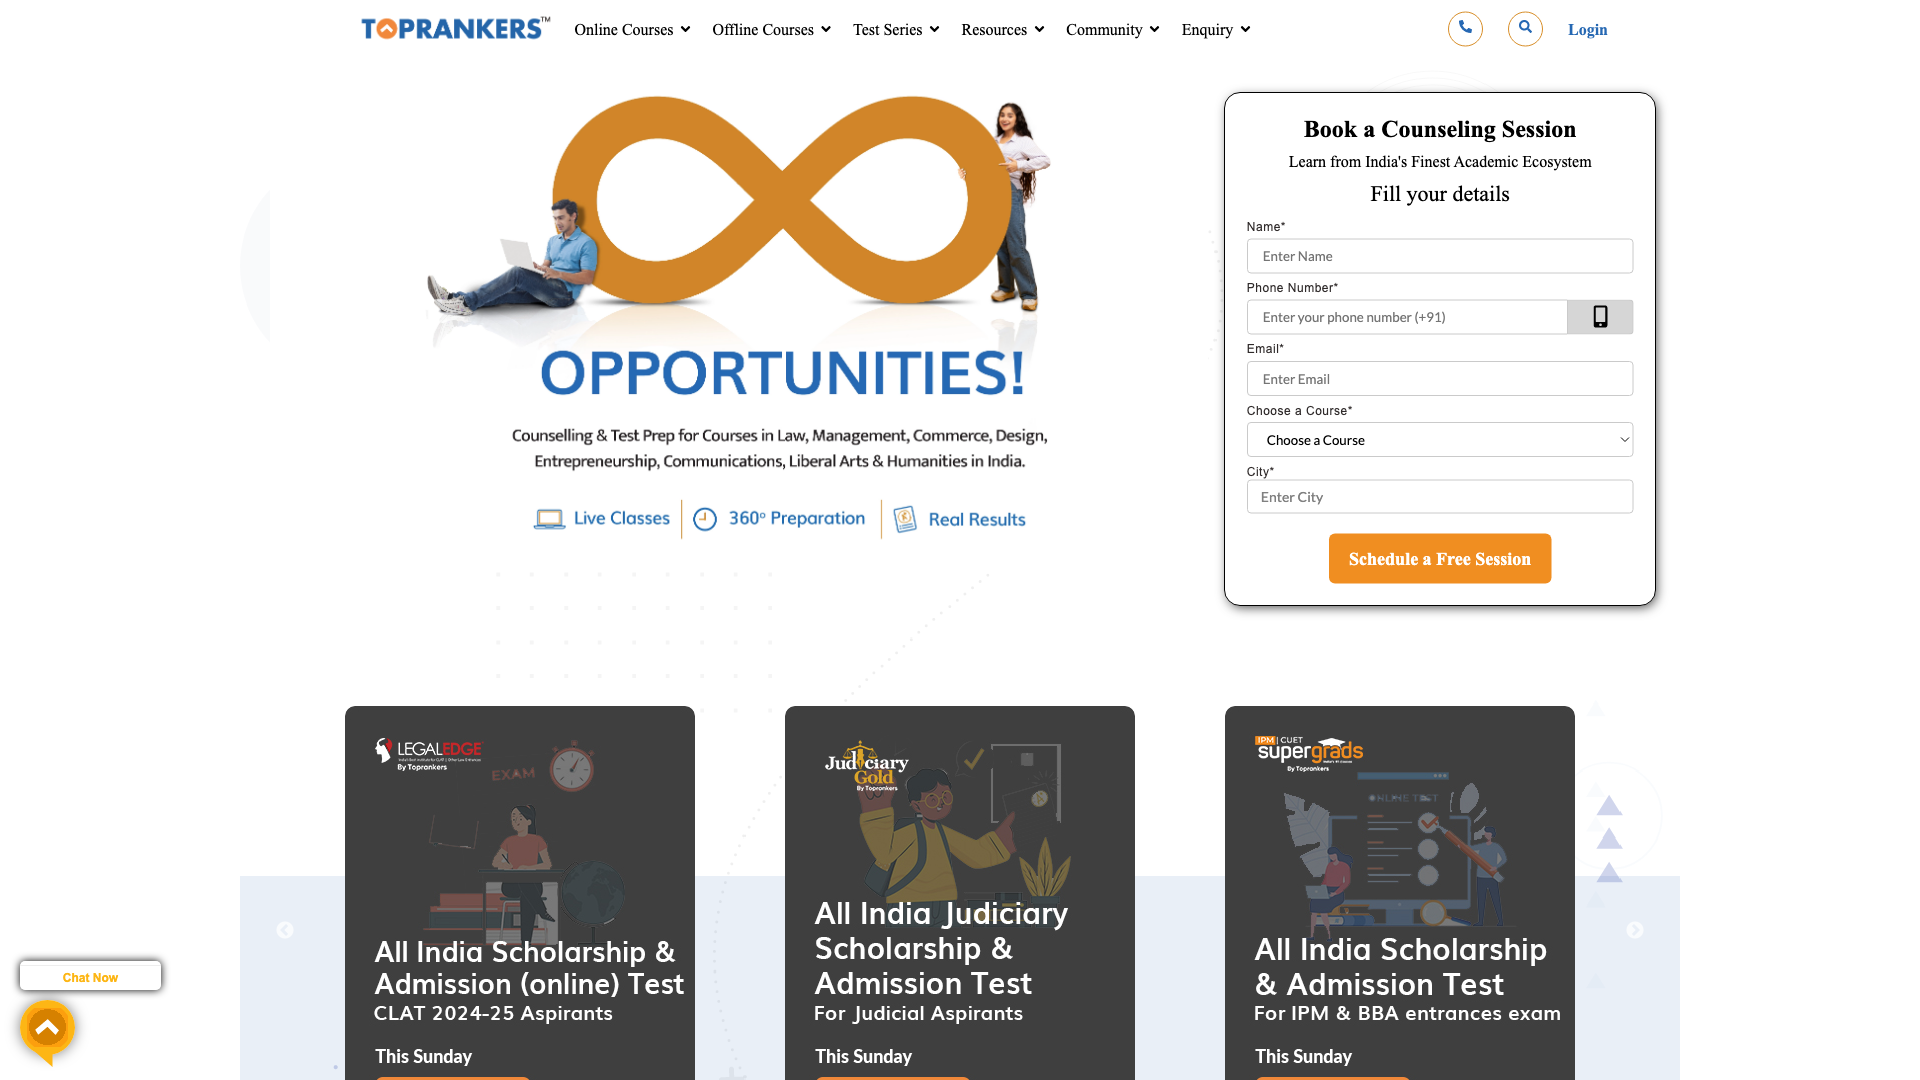 TOPRANKERS™
Online Courses
Offline Courses
Test Series
Resources
Community
Enquiry
Login
OPPORTUNITIES!
Counselling & Test Prep for Courses in Law, Management, Commerce, Design,
Entrepreneurship, Communications, Liberal Arts & Humanities in India.
Live Classes
360° Preparation
Real Results
Book a Counseling Session
Learn from India's Finest Academic Ecosystem
Fill your details
Name*
Enter Name
Phone Number*
Enter your phone number (+91)
Email*
Enter Email
Choose a Course*
Choose a Course
City*
Enter City
Schedule a Free Session
LEGALEDGE
By Toprankers
EXAM
All India Scholarship &
Admission (online) Test
CLAT 2024-25 Aspirants
This Sunday
Judiciary
Gold
By Toprankers
All India Judiciary
Scholarship &
Admission Test
For Judicial Aspirants
This Sunday
IPM | CUET
supergrads
By Toprankers
ONLINE TEST
All India Scholarship
& Admission Test
For IPM & BBA entrances exam
This Sunday
Chat Now